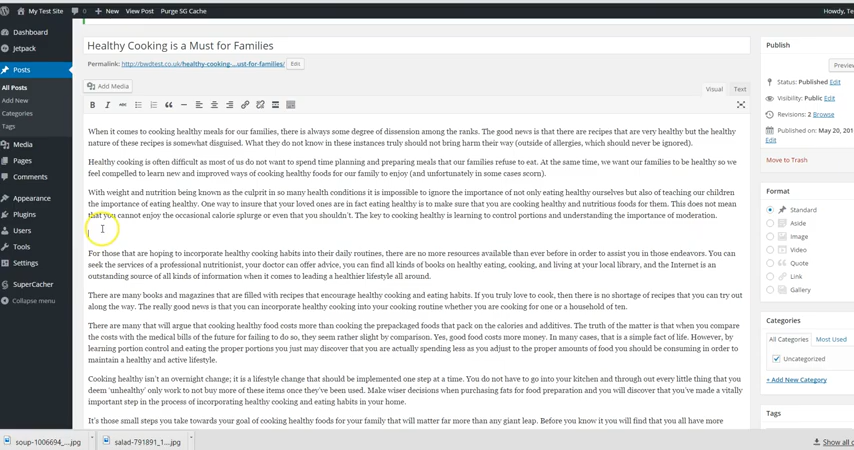 My Test Site 0 New View Post Purge SG Cache Howdy, Te
Dashboard
Jetpack
Posts
All Posts
Add New
Categories
Tags
Media
Pages
Comments
Appearance
Plugins
Users
Tools
Settings
SuperCacher
Collapse menu
Healthy Cooking is a Must for Families
Permalink: http://bwdtest.co.uk/healthy-cooking-...ust-for-families/ Edit
Add Media
Visual Text
B I ABC
When it comes to cooking healthy meals for our families, there is always some degree of dissension among the ranks. The good news is that there are recipes that are very healthy but the healthy
nature of these recipes is somewhat disguised. What they do not know in these instances truly should not bring harm their way (outside of allergies, which should never be ignored).
Healthy cooking is often difficult as most of us do not want to spend time planning and preparing meals that our families refuse to eat. At the same time, we want our families to be healthy so we
feel compelled to learn new and improved ways of cooking healthy foods for our family to enjoy (and unfortunately in some cases scorn).
With weight and nutrition being known as the culprit in so many health conditions it is impossible to ignore the importance of not only eating healthy ourselves but also of teaching our children
the importance of eating healthy. One way to insure that your loved ones are in fact eating healthy is to make sure that you are cooking healthy and nutritious foods for them. This does not mean
that you cannot enjoy the occasional calorie splurge or even that you shouldn't. The key to cooking healthy is learning to control portions and understanding the importance of moderation.
For those that are hoping to incorporate healthy cooking habits into their daily routines, there are no more resources available than ever before in order to assist you in those endeavors. You can
seek the services of a professional nutritionist, your doctor can offer advice, you can find all kinds of books on healthy eating, cooking, and living at your local library, and the Internet is an
outstanding source of all kinds of information when it comes to leading a healthier lifestyle all around.
There are many books and magazines that are filled with recipes that encourage healthy cooking and eating habits. If you truly love to cook, then there is no shortage of recipes that you can try out
along the way. The really good news is that you can incorporate healthy cooking into your cooking routine whether you are cooking for one or a household of ten.
There are many that will argue that cooking healthy food costs more than cooking the prepackaged foods that pack on the calories and additives. The truth of the matter is that when you compare
the costs with the medical bills of the future for failing to do so, they seem rather slight by comparison. Yes, good food costs more money. In many cases, that is a simple fact of life. However, by
learning portion control and eating the proper portions you just may discover that you are actually spending less as you adjust to the proper amounts of food you should be consuming in order to
maintain a healthy and active lifestyle.
Cooking healthy isn't an overnight change; it is a lifestyle change that should be implemented one step at a time. You do not have to go into your kitchen and through out every little thing that you
deem 'unhealthy' only work to not buy more of these items once they've been used. Make wiser decisions when purchasing fats for food preparation and you will discover that you've made a vitally
important step in the process of incorporating healthy cooking and eating habits in your home.
It's those small steps you take towards your goal of cooking healthy foods for your family that will matter far more than any giant leap. Before you know it you will find that you all have more
Publish
Preview
Status: Published Edit
Visibility: Public Edit
Revisions: 2 Browse
Published on: May 20, 201
Edit
Move to Trash
Format
Standard
Aside
Image
Video
Quote
Link
Gallery
Categories
All Categories Most Used
Uncategorized
+ Add New Category
Tags
soup-1006694_....jpg salad-791891_1....jpg Show all d